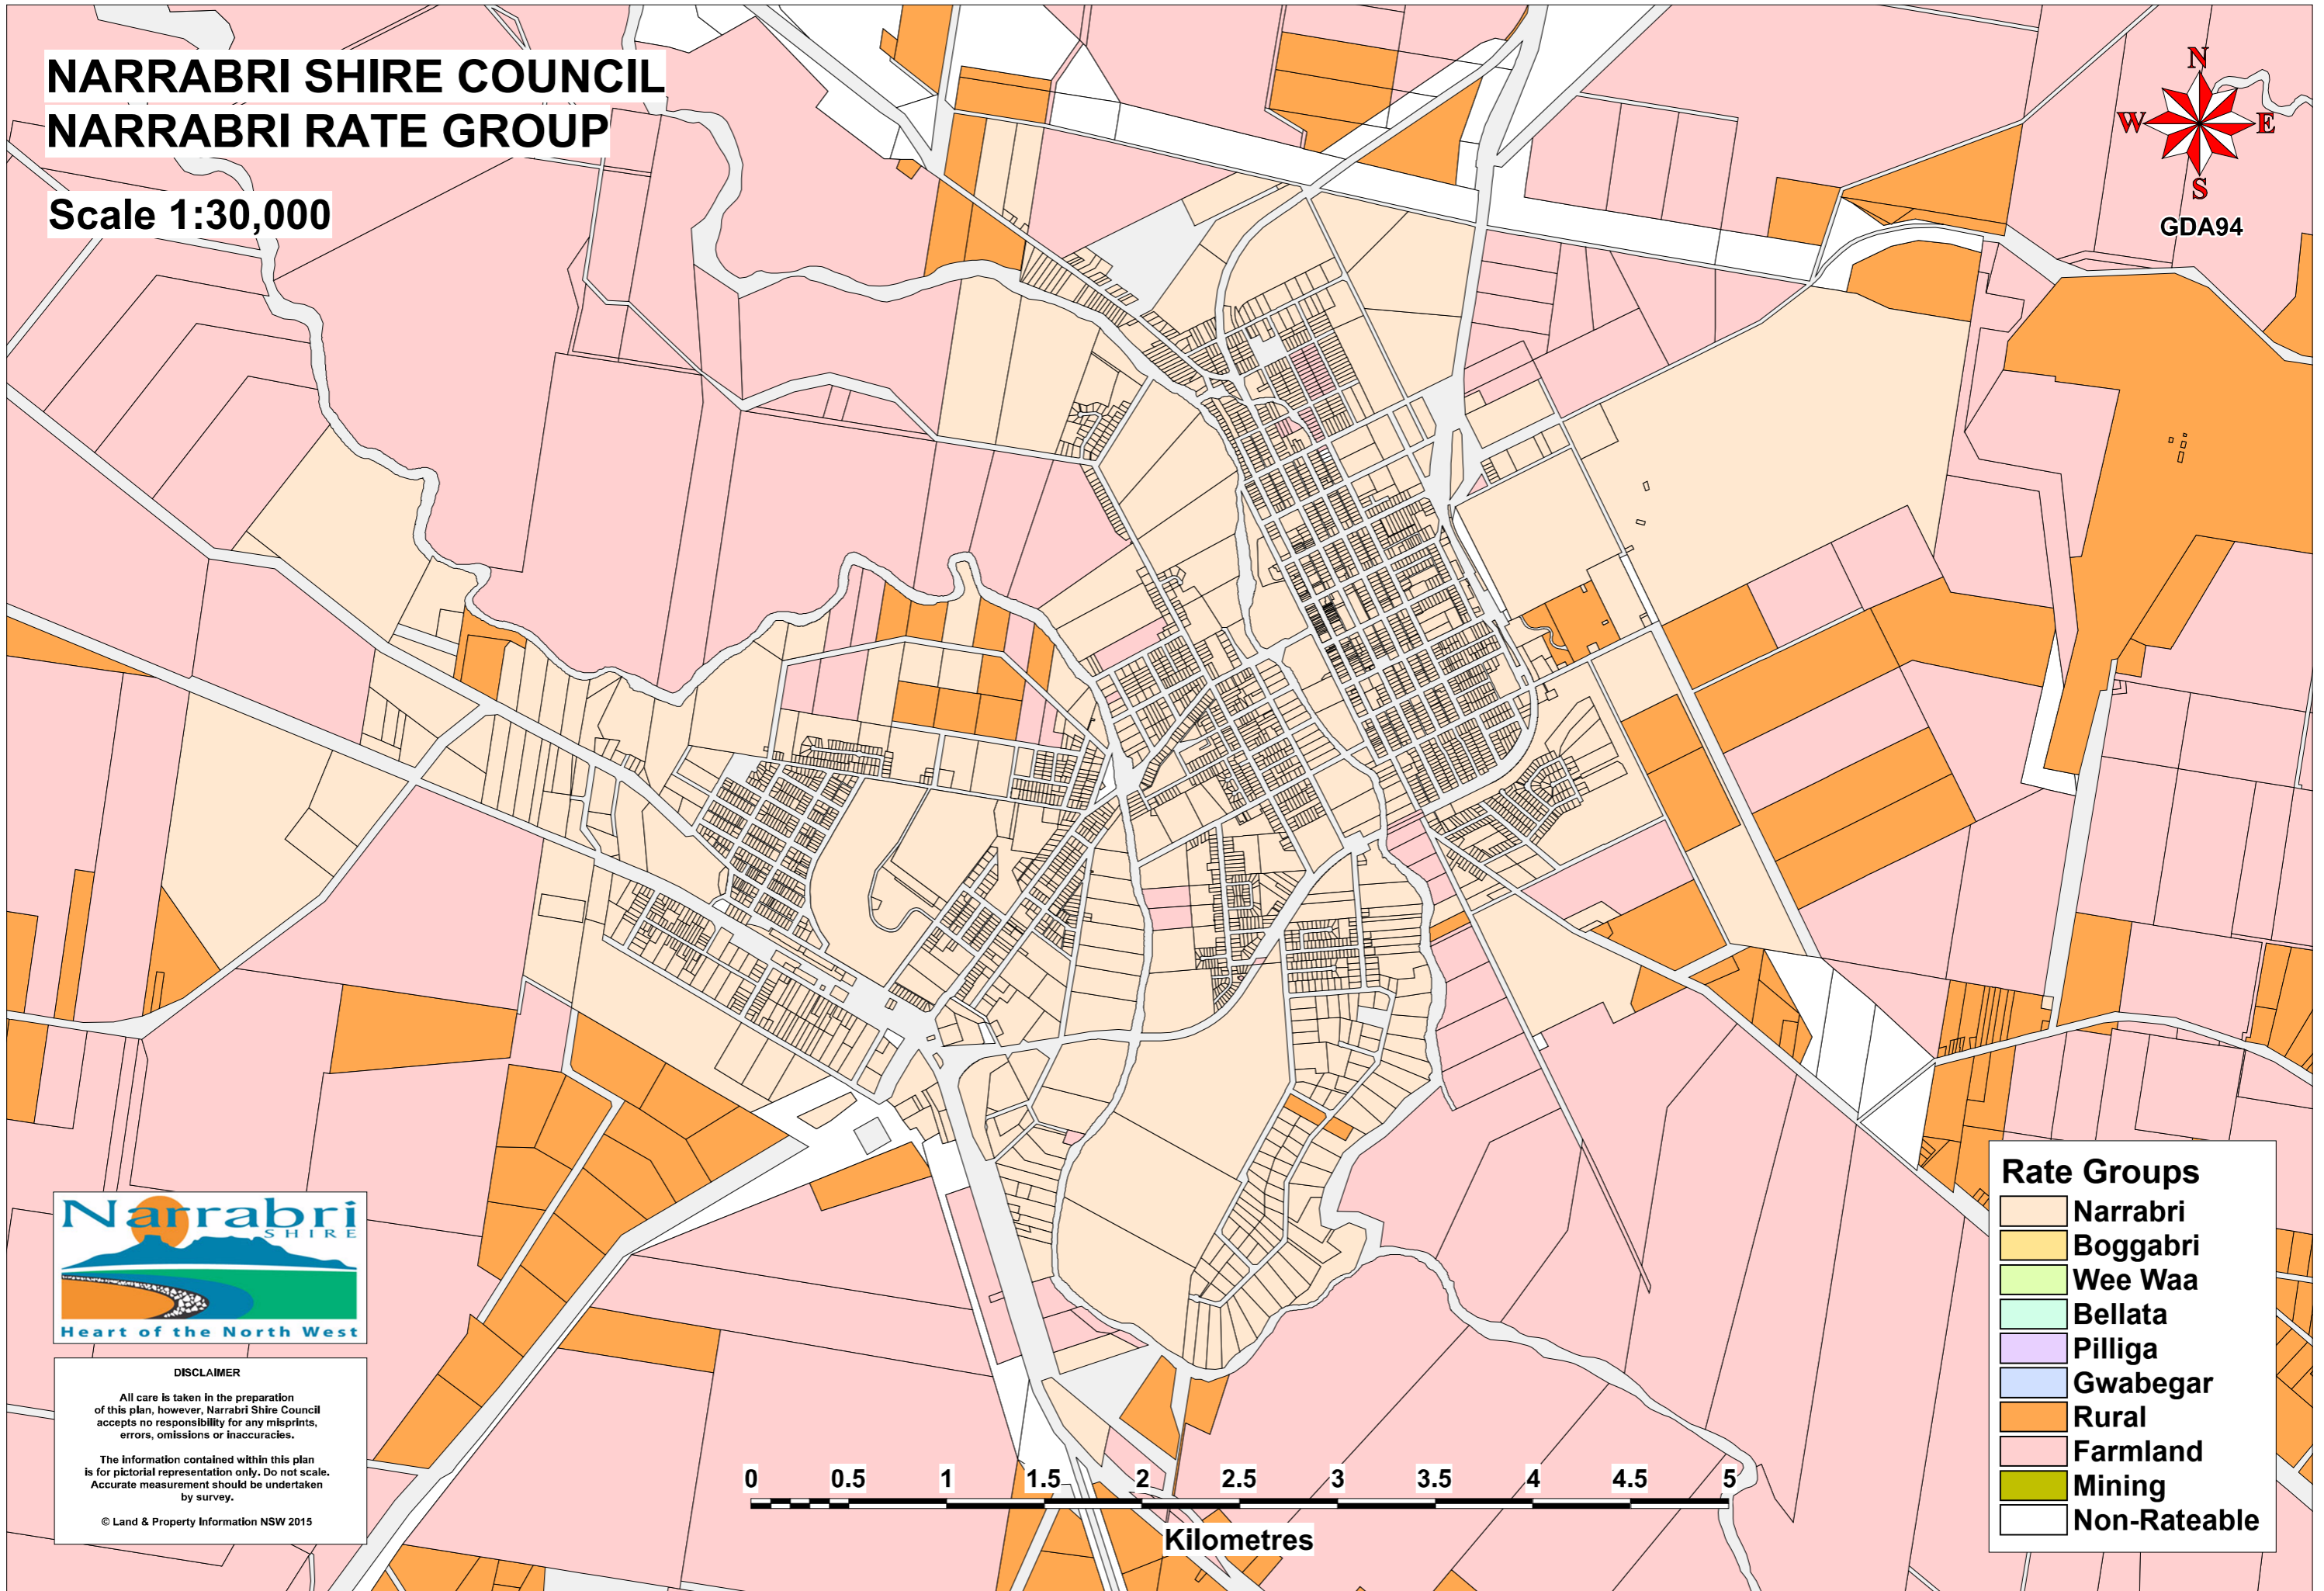 NARRABRI SHIRE COUNCIL
NARRABRI RATE GROUP
Scale 1:30,000
N
W E
S
GDA94
Narrabri
SHIRE
Heart of the North West
DISCLAIMER
All care is taken in the preparation
of this plan, however, Narrabri Shire Council
accepts no responsibility for any misprints,
errors, omissions or inaccuracies.
The information contained within this plan
is for pictorial representation only. Do not scale.
Accurate measurement should be undertaken
by survey.
© Land & Property Information NSW 2015
0 0.5 1 1.5 2 2.5 3 3.5 4 4.5 5
Kilometres
Rate Groups
Narrabri
Boggabri
Wee Waa
Bellata
Pilliga
Gwabegar
Rural
Farmland
Mining
Non-Rateable